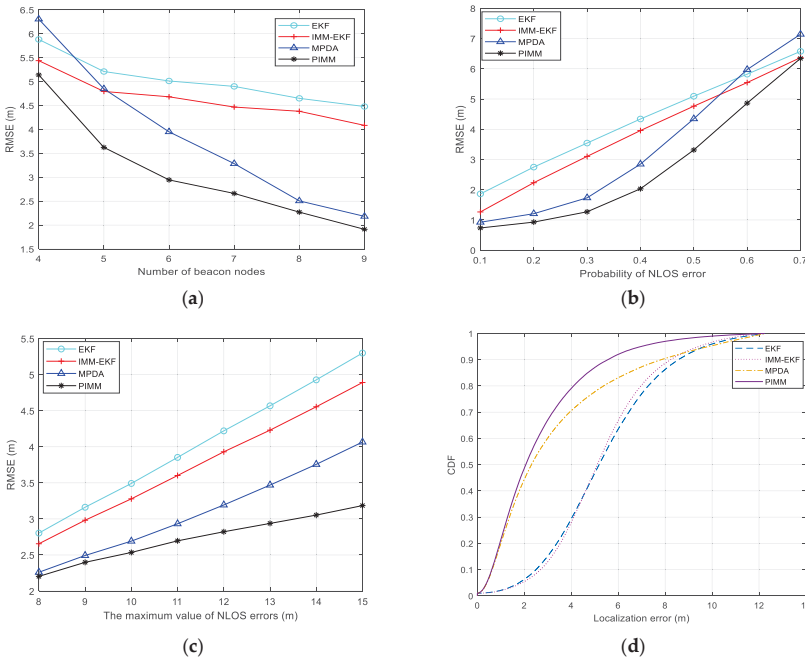 6.5
6
5.5
5
4.5
4
3.5
3
2.5
2
1.5
RMSE (m)
EKF
IMM-EKF
MPDA
PIMM
4 5 6 7 8 9
Number of beacon nodes
(a)
8
7
6
5
4
3
2
1
0
RMSE (m)
EKF
IMM-EKF
MPDA
PIMM
0.1 0.2 0.3 0.4 0.5 0.6 0.7
Probability of NLOS error
(b)
5.5
5
4.5
4
3.5
3
2.5
2
RMSE (m)
EKF
IMM-EKF
MPDA
PIMM
8 9 10 11 12 13 14 15
The maximum value of NLOS errors (m)
(c)
1
0.9
0.8
0.7
0.6
0.5
0.4
0.3
0.2
0.1
0
CDF
EKF
IMM-EKF
MPDA
PIMM
0 2 4 6 8 10 12
Localization error (m)
(d)